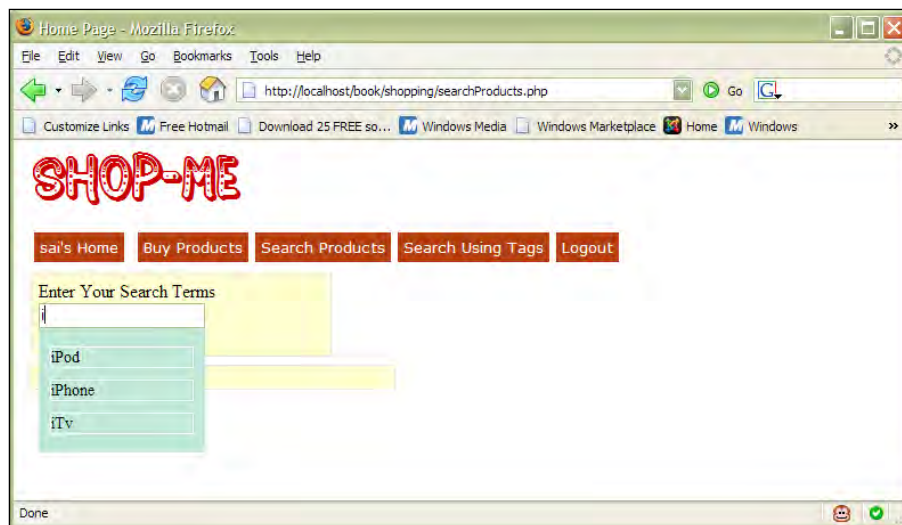 Home Page - Mozilla Firefox
File Edit View Go Bookmarks Tools Help
http://localhost/book/shopping/searchProducts.php Go G
Customize Links Free Hotmail Download 25 FREE so... Windows Media Windows Marketplace Home Windows »
SHOP-ME
sai's Home Buy Products Search Products Search Using Tags Logout
Enter Your Search Terms
i
iPod
iPhone
iTv
Done